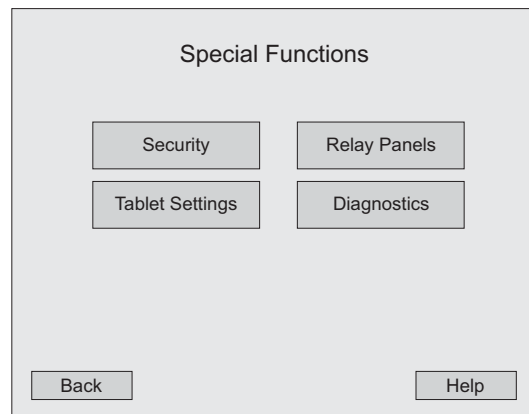 Special Functions
Security
Relay Panels
Tablet Settings
Diagnostics
Back
Help